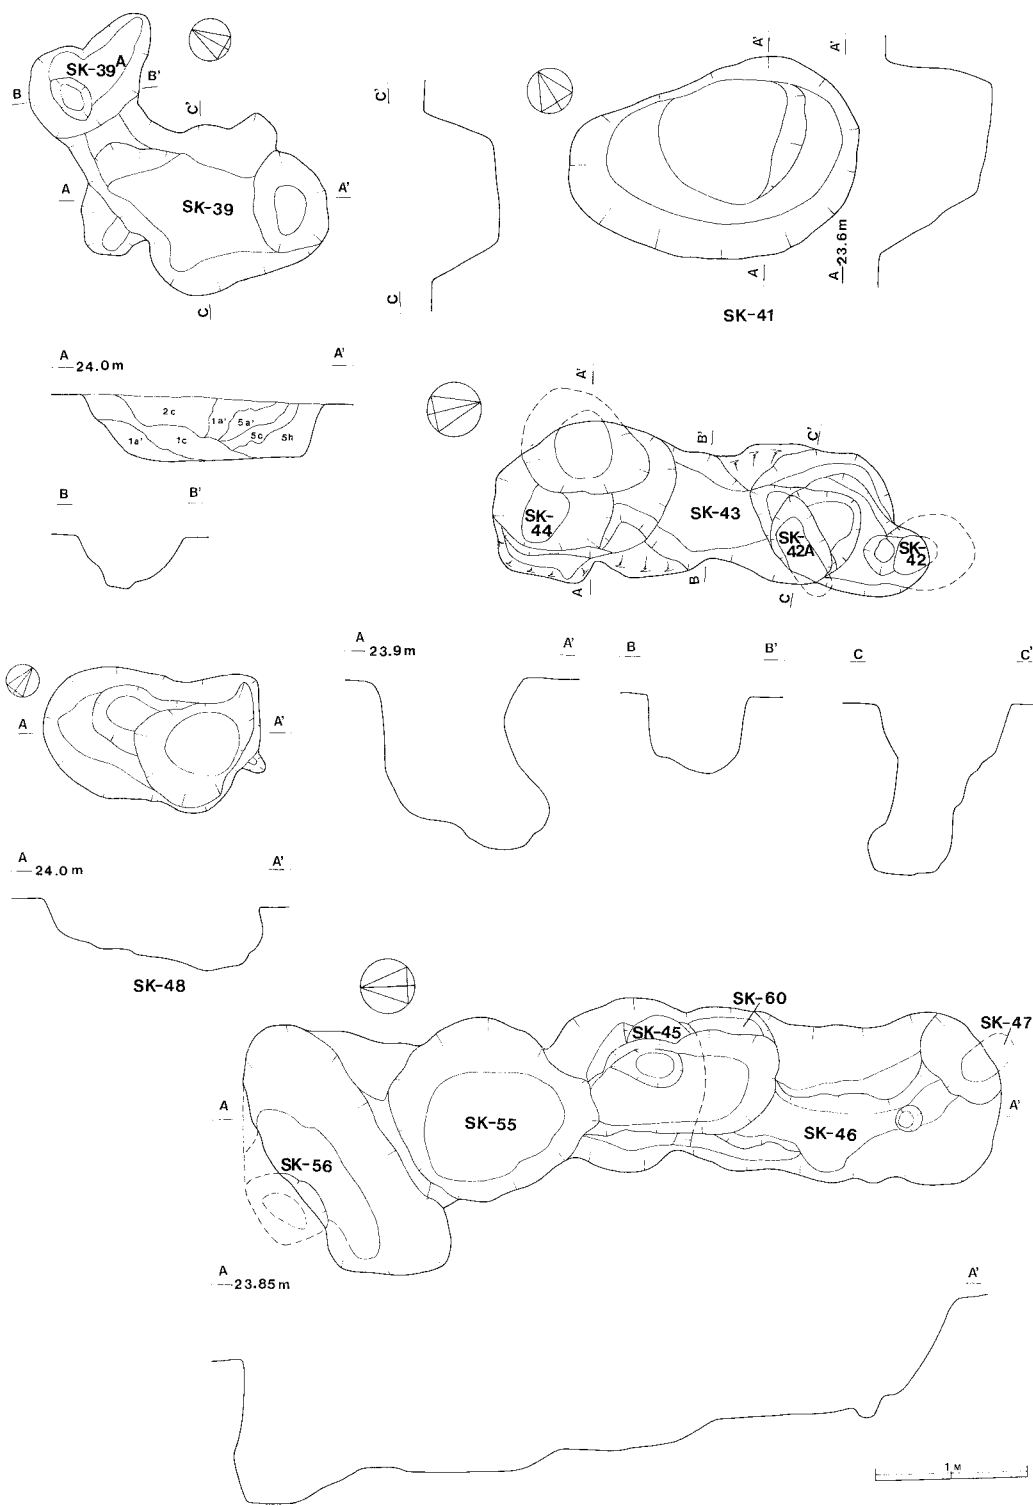 SK-39A
B
B'
C'
A
SK-39
A'
C
C'
C
A'
A'
A
A
23.6m
SK-41
A
24.0m
A'
2c
1a'
5a'
1a'
1c
5c
5h
B
B'
A'
B'
C'
SK-44
SK-43
SK-42A
SK-42
A
B
C
A
23.9m
A'
B
B'
C
C'
A
A'
A
24.0m
A'
SK-48
SK-60
SK-45
SK-47
A
SK-55
SK-46
A'
SK-56
A
23.85m
A'
1M